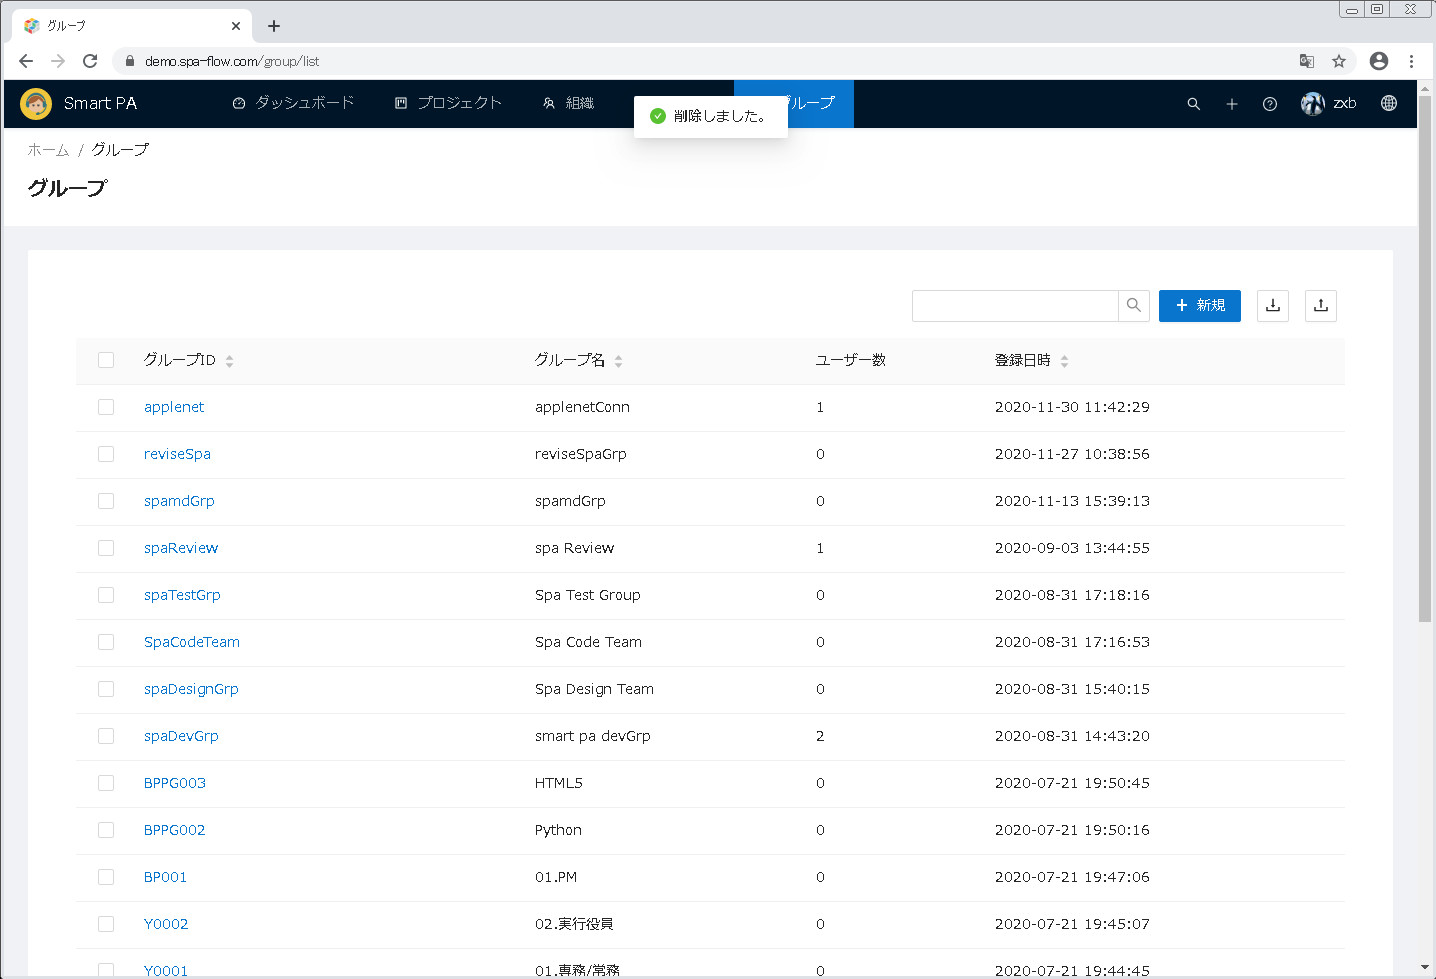 グループ
demo.spa-flow.com/group/list
Smart PA
ダッシュボード
プロジェクト
組織
グループ
zxb
削除しました。
ホーム / グループ
グループ
新規
グループID グループ名 ユーザー数 登録日時
applenet applenetConn 1 2020-11-30 11:42:29
reviseSpa reviseSpaGrp 0 2020-11-27 10:38:56
spamdGrp spamdGrp 0 2020-11-13 15:39:13
spaReview spa Review 1 2020-09-03 13:44:55
spaTestGrp Spa Test Group 0 2020-08-31 17:18:16
SpaCodeTeam Spa Code Team 0 2020-08-31 17:16:53
spaDesignGrp Spa Design Team 0 2020-08-31 15:40:15
spaDevGrp smart pa devGrp 2 2020-08-31 14:43:20
BPPG003 HTML5 0 2020-07-21 19:50:45
BPPG002 Python 0 2020-07-21 19:50:16
BP001 01.PM 0 2020-07-21 19:47:06
Y0002 02.実行役員 0 2020-07-21 19:45:07
Y0001 01.専務/常務 0 2020-07-21 19:44:45